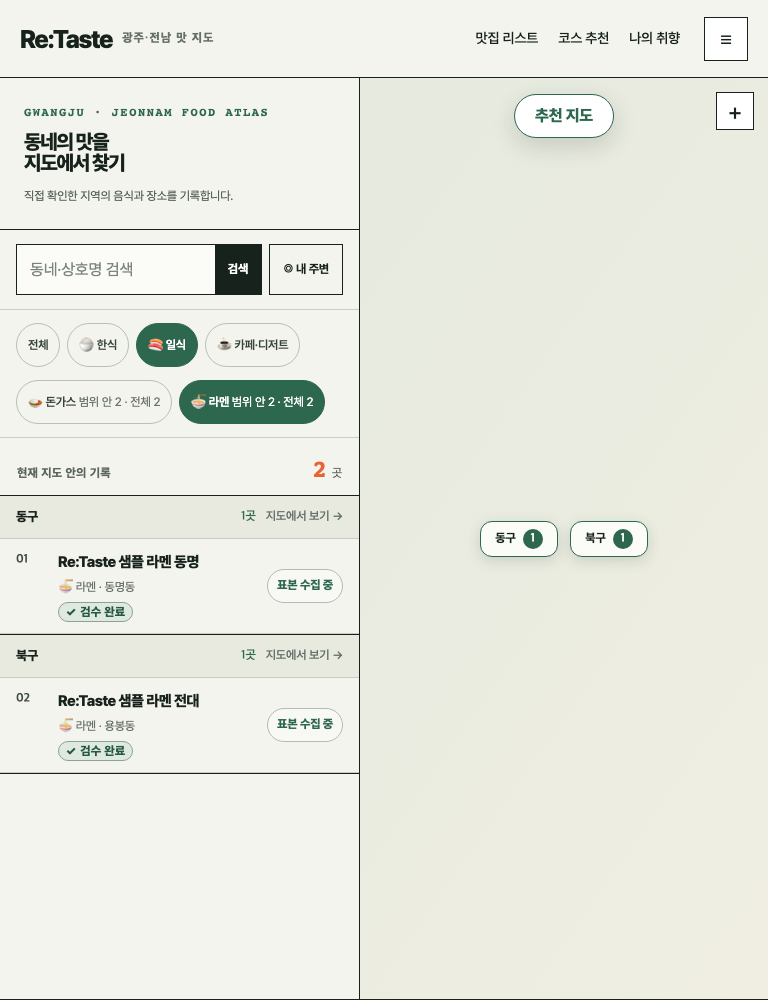 Re:Taste 광주·전남 맛 지도
맛집 리스트 코스 추천 나의 취향 ≡
GWANGJU · JEONNAM FOOD ATLAS
동네의 맛을
지도에서 찾기
직접 확인한 지역의 음식과 장소를 기록합니다.
동네·상호명 검색 검색 ◎ 내 주변
전체 🍚 한식 🍣 일식 ☕ 카페·디저트
🍛 돈가스 범위 안 2 · 전체 2 🍜 라멘 범위 안 2 · 전체 2
현재 지도 안의 기록 2 곳
동구 1곳 지도에서 보기 →
01 Re:Taste 샘플 라멘 동명
🍜 라멘 · 동명동
표본 수집 중
✓ 검수 완료
북구 1곳 지도에서 보기 →
02 Re:Taste 샘플 라멘 전대
🍜 라멘 · 용봉동
표본 수집 중
✓ 검수 완료
추천 지도
+
동구 1 북구 1